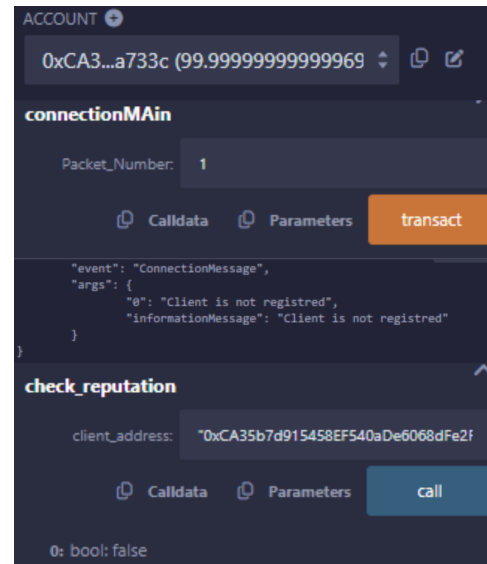 ACCOUNT
0xCA3...a733c (99.99999999999969
connectionMAin
Packet_Number: 1
Calldata Parameters transact
"event": "ConnectionMessage",
"args": {
"0": "Client is not registred",
"informationMessage": "Client is not registred"
}
}
check_reputation
client_address: "0xCA35b7d915458EF540aDe6068dFe2F
Calldata Parameters call
0: bool: false